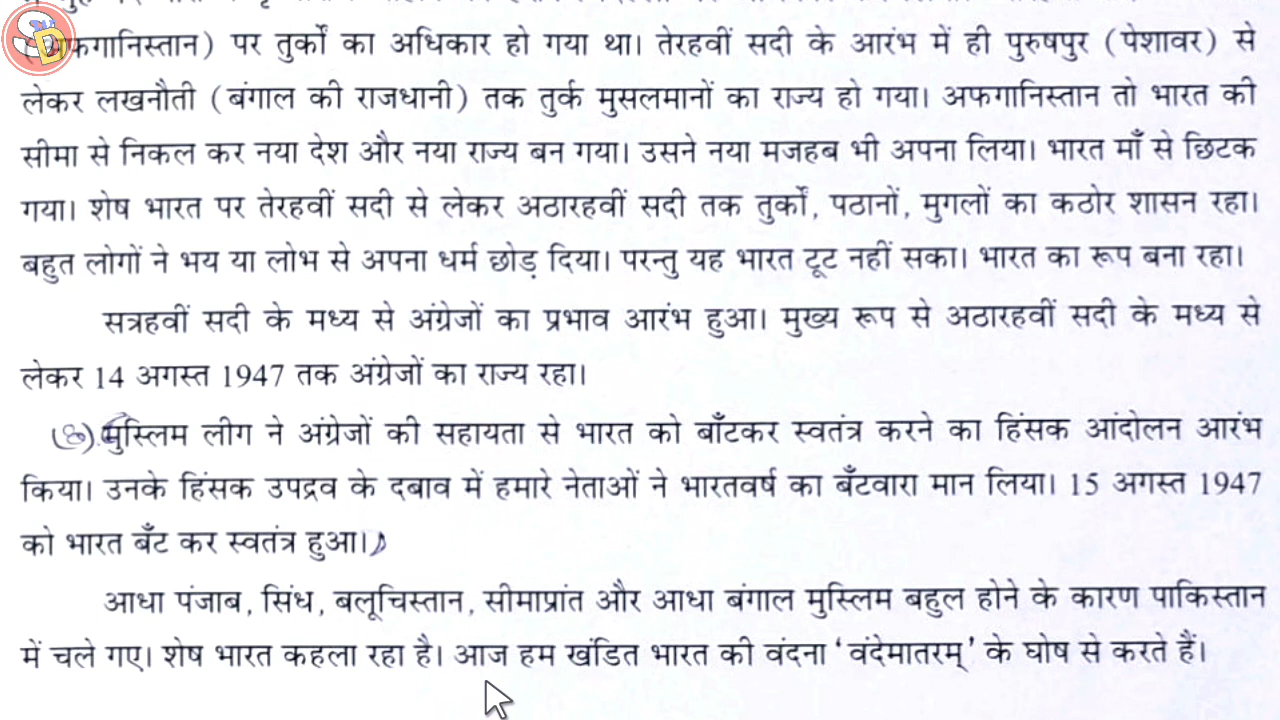 अफगानिस्तान) पर तुर्कों का अधिकार हो गया था। तेरहवीं सदी के आरंभ में ही पुरुषपुर (पेशावर) से
लेकर लखनौती (बंगाल की राजधानी) तक तुर्क मुसलमानों का राज्य हो गया। अफगानिस्तान तो भारत की
सीमा से निकल कर नया देश और नया राज्य बन गया। उसने नया मजहब भी अपना लिया। भारत माँ से छिटक
गया। शेष भारत पर तेरहवीं सदी से लेकर अठारहवीं सदी तक तुर्कों, पठानों, मुगलों का कठोर शासन रहा।
बहुत लोगों ने भय या लोभ से अपना धर्म छोड़ दिया। परन्तु यह भारत टूट नहीं सका। भारत का रूप बना रहा।
सत्रहवीं सदी के मध्य से अंग्रेजों का प्रभाव आरंभ हुआ। मुख्य रूप से अठारहवीं सदी के मध्य से
लेकर 14 अगस्त 1947 तक अंग्रेजों का राज्य रहा।
मुस्लिम लीग ने अंग्रेजों की सहायता से भारत को बाँटकर स्वतंत्र करने का हिंसक आंदोलन आरंभ
किया। उनके हिंसक उपद्रव के दबाव में हमारे नेताओं ने भारतवर्ष का बँटवारा मान लिया। 15 अगस्त 1947
को भारत बँट कर स्वतंत्र हुआ।)
आधा पंजाब, सिंध, बलूचिस्तान, सीमाप्रांत और आधा बंगाल मुस्लिम बहुल होने के कारण पाकिस्तान
में चले गए। शेष भारत कहला रहा है। आज हम खंडित भारत की वंदना ‘वंदेमातरम्’ के घोष से करते हैं।